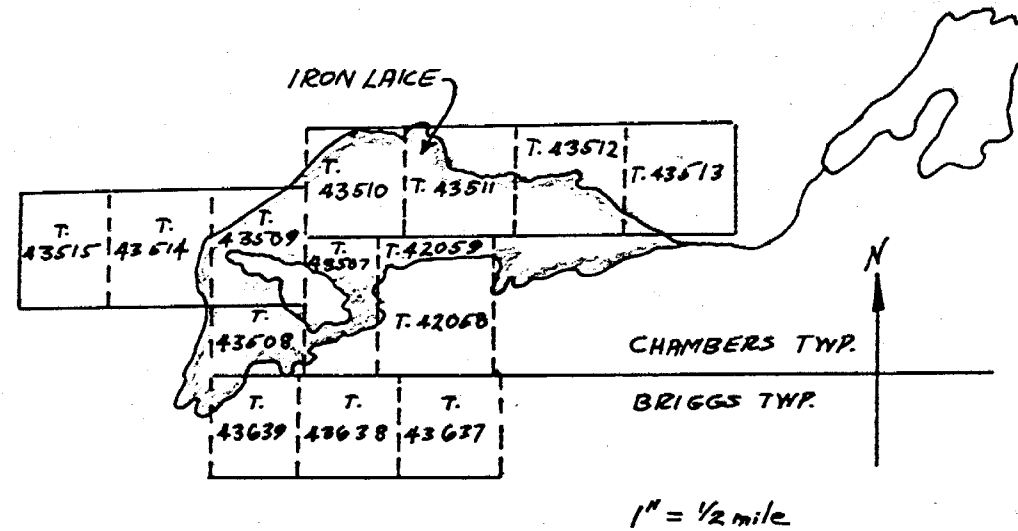 IRON LAKE
T.
43510
T. 43511
T. 43512
T. 43513
T.
43515
T.
43514
T.
43509
T.
43507
T. 42059
T.
43508
T. 42058
N
CHAMBERS TWP.
BRIGGS TWP.
T.
43639
T.
43638
T.
43637
1" = 1/2 mile